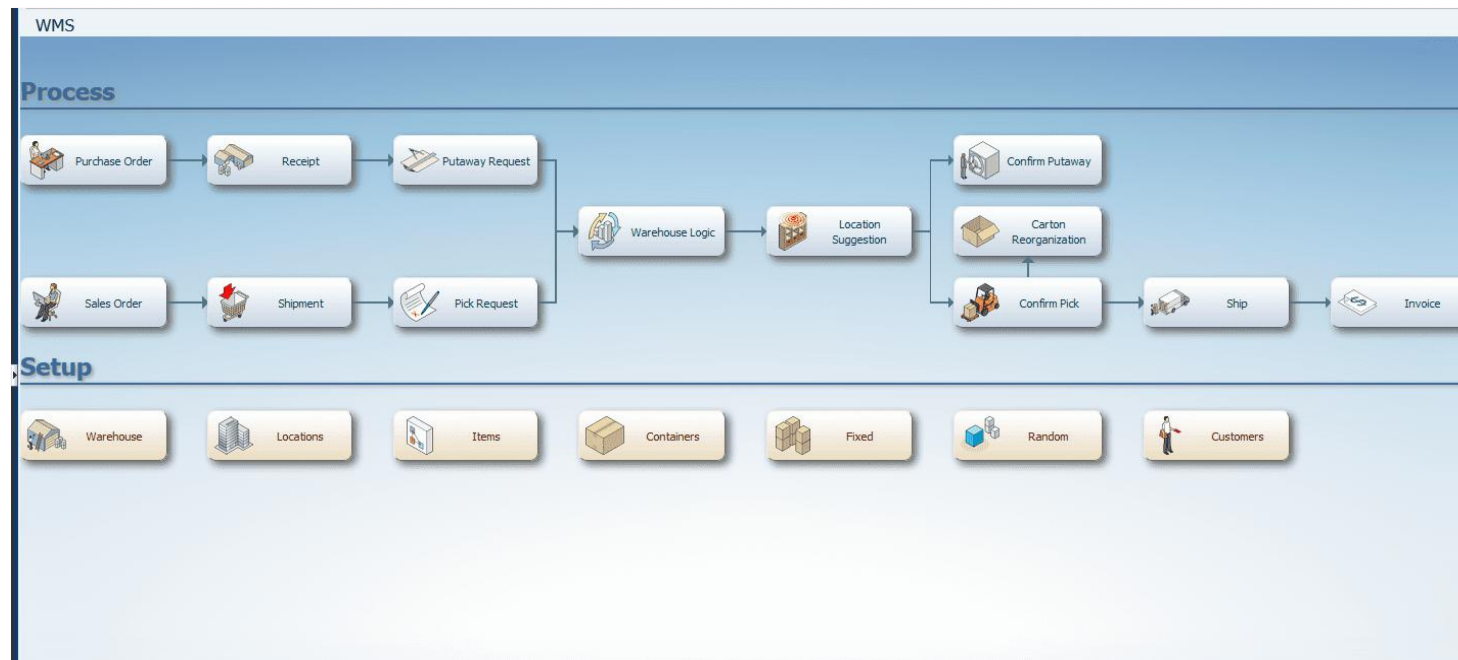 WMS
Process
Purchase Order
Receipt
Putaway Request
Confirm Putaway
Warehouse Logic
Location
Suggestion
Carton
Reorganization
Sales Order
Shipment
Pick Request
Confirm Pick
Ship
Invoice
Setup
Warehouse
Locations
Items
Containers
Fixed
Random
Customers